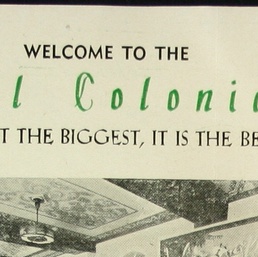 WELCOME TO THE
l Coloni
T THE BIGGEST, IT IS THE BE